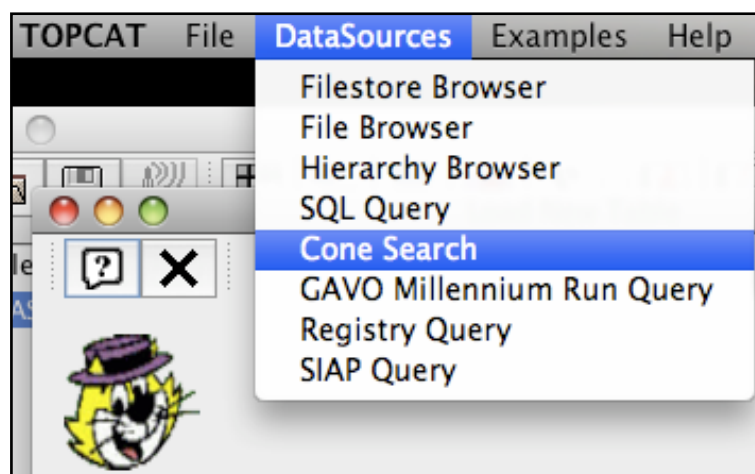 TOPCAT File DataSources Examples Help
Filestore Browser
File Browser
Hierarchy Browser
SQL Query
Cone Search
GAVO Millennium Run Query
Registry Query
SIAP Query